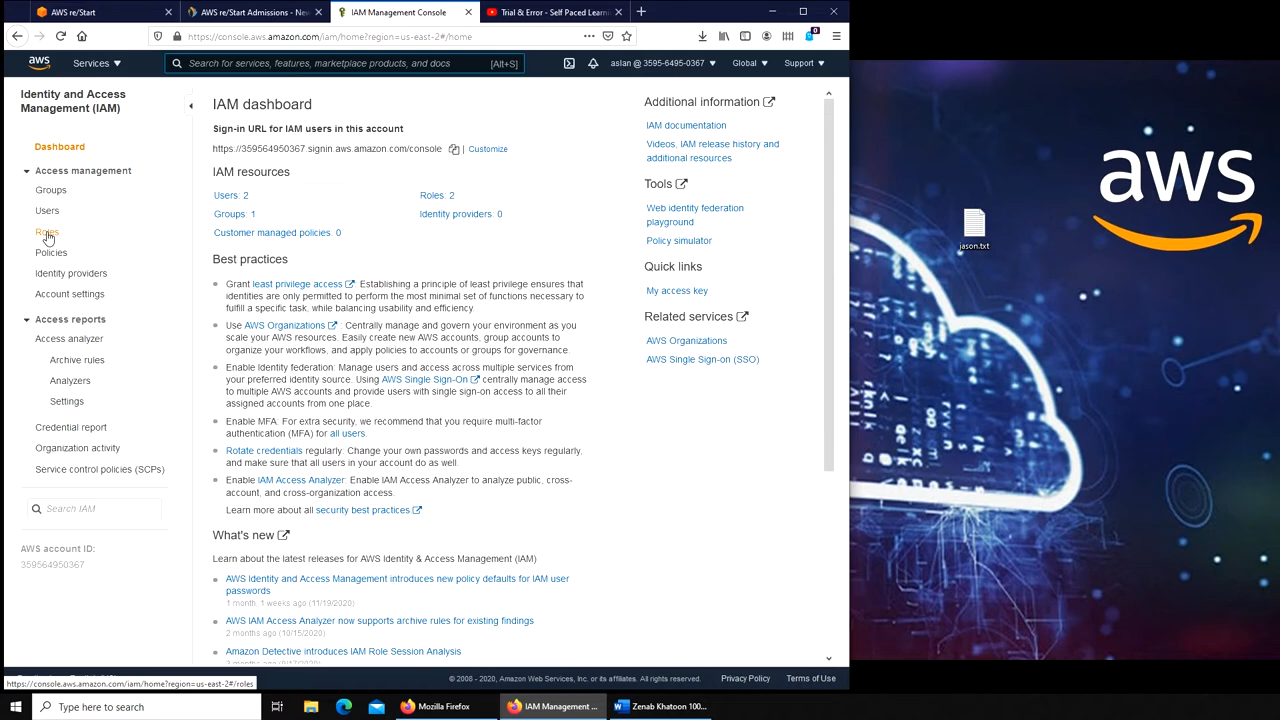 AWS re/Start
AWS re/Start Admissions - New
IAM Management Console
Trial & Error - Self Paced Learni
https://console.aws.amazon.com/iam/home?region=us-east-2#/home
0
aws
Services
Search for services, features, marketplace products, and docs
[Alt+S]
aslan @ 3595-6495-0367
Global
Support
Identity and Access
Management (IAM)
Dashboard
Access management
Groups
Users
Roles
Policies
Identity providers
Account settings
Access reports
Access analyzer
Archive rules
Analyzers
Settings
Credential report
Organization activity
Service control policies (SCPs)
Search IAM
AWS account ID:
359564950367
IAM dashboard
Sign-in URL for IAM users in this account
https://359564950367.signin.aws.amazon.com/console | Customize
IAM resources
Users: 2
Roles: 2
Groups: 1
Identity providers: 0
Customer managed policies: 0
Best practices
Grant least privilege access : Establishing a principle of least privilege ensures that
identities are only permitted to perform the most minimal set of functions necessary to
fulfill a specific task, while balancing usability and efficiency.
Use AWS Organizations : Centrally manage and govern your environment as you
scale your AWS resources. Easily create new AWS accounts, group accounts to
organize your workflows, and apply policies to accounts or groups for governance.
Enable Identity federation: Manage users and access across multiple services from
your preferred identity source. Using AWS Single Sign-On centrally manage access
to multiple AWS accounts and provide users with single sign-on access to all their
assigned accounts from one place.
Enable MFA: For extra security, we recommend that you require multi-factor
authentication (MFA) for all users.
Rotate credentials regularly: Change your own passwords and access keys regularly,
and make sure that all users in your account do as well.
Enable IAM Access Analyzer: Enable IAM Access Analyzer to analyze public, cross-
account, and cross-organization access.
Learn more about all security best practices
What's new
Learn about the latest releases for AWS Identity & Access Management (IAM)
AWS Identity and Access Management introduces new policy defaults for IAM user
passwords
1 month, 1 weeks ago (11/19/2020)
AWS IAM Access Analyzer now supports archive rules for existing findings
2 months ago (10/15/2020)
Amazon Detective introduces IAM Role Session Analysis
3 months ago (9/17/2020)
Additional information
IAM documentation
Videos, IAM release history and
additional resources
Tools
Web identity federation
playground
Policy simulator
Quick links
My access key
Related services
AWS Organizations
AWS Single Sign-on (SSO)
aws
jason.txt
https://console.aws.amazon.com/iam/home?region=us-east-2#/roles
© 2008 - 2020, Amazon Web Services, Inc. or its affiliates. All rights reserved.
Privacy Policy
Terms of Use
Type here to search
Mozilla Firefox
IAM Management ...
Zenab Khatoon 100...